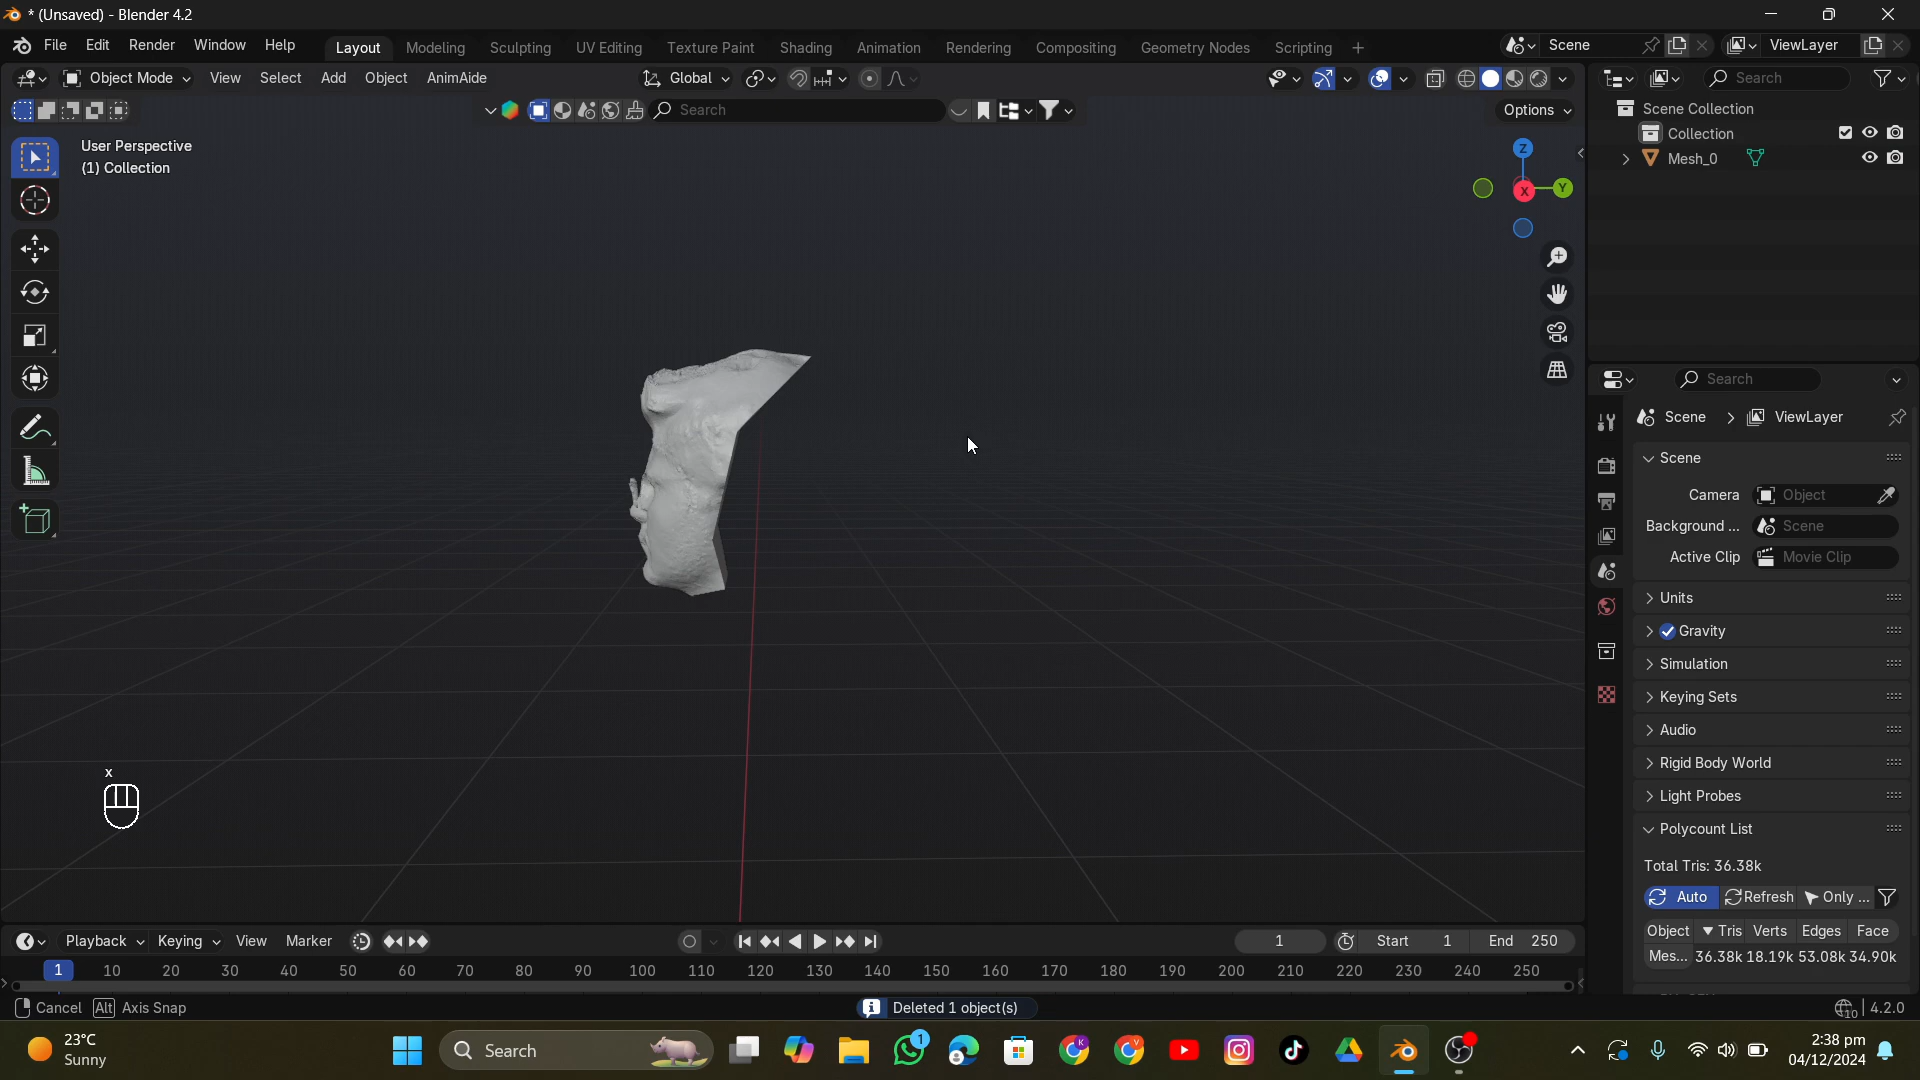 * (Unsaved) - Blender 4.2
File Edit Render Window Help Layout Modeling Sculpting UV Editing Texture Paint Shading Animation Rendering Compositing Geometry Nodes Scripting + Scene ViewLayer
Object Mode View Select Add Object AnimAide Global Search
Search Options
User Perspective
(1) Collection
Z
X Y
Scene Collection
Collection
Mesh_0
Search
Scene > ViewLayer
Scene
Camera Object
Background ... Scene
Active Clip Movie Clip
Units
Gravity
Simulation
Keying Sets
Audio
Rigid Body World
Light Probes
Polycount List
Total Tris: 36.38k
Auto Refresh Only ...
Object Tris Verts Edges Face
Mes... 36.38k 18.19k 53.08k 34.90k
x
Playback Keying View Marker 1 Start 1 End 250
1 10 20 30 40 50 60 70 80 90 100 110 120 130 140 150 160 170 180 190 200 210 220 230 240 250
Cancel Alt Axis Snap Deleted 1 object(s) 10 4.2.0
23°C
Sunny
Search
1
K
2:38 pm
04/12/2024